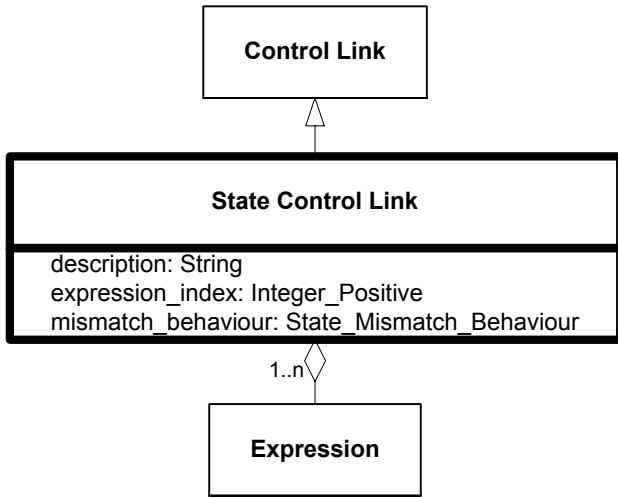 Control Link
State Control Link
description: String
expression_index: Integer_Positive
mismatch_behaviour: State_Mismatch_Behaviour
1..n
Expression